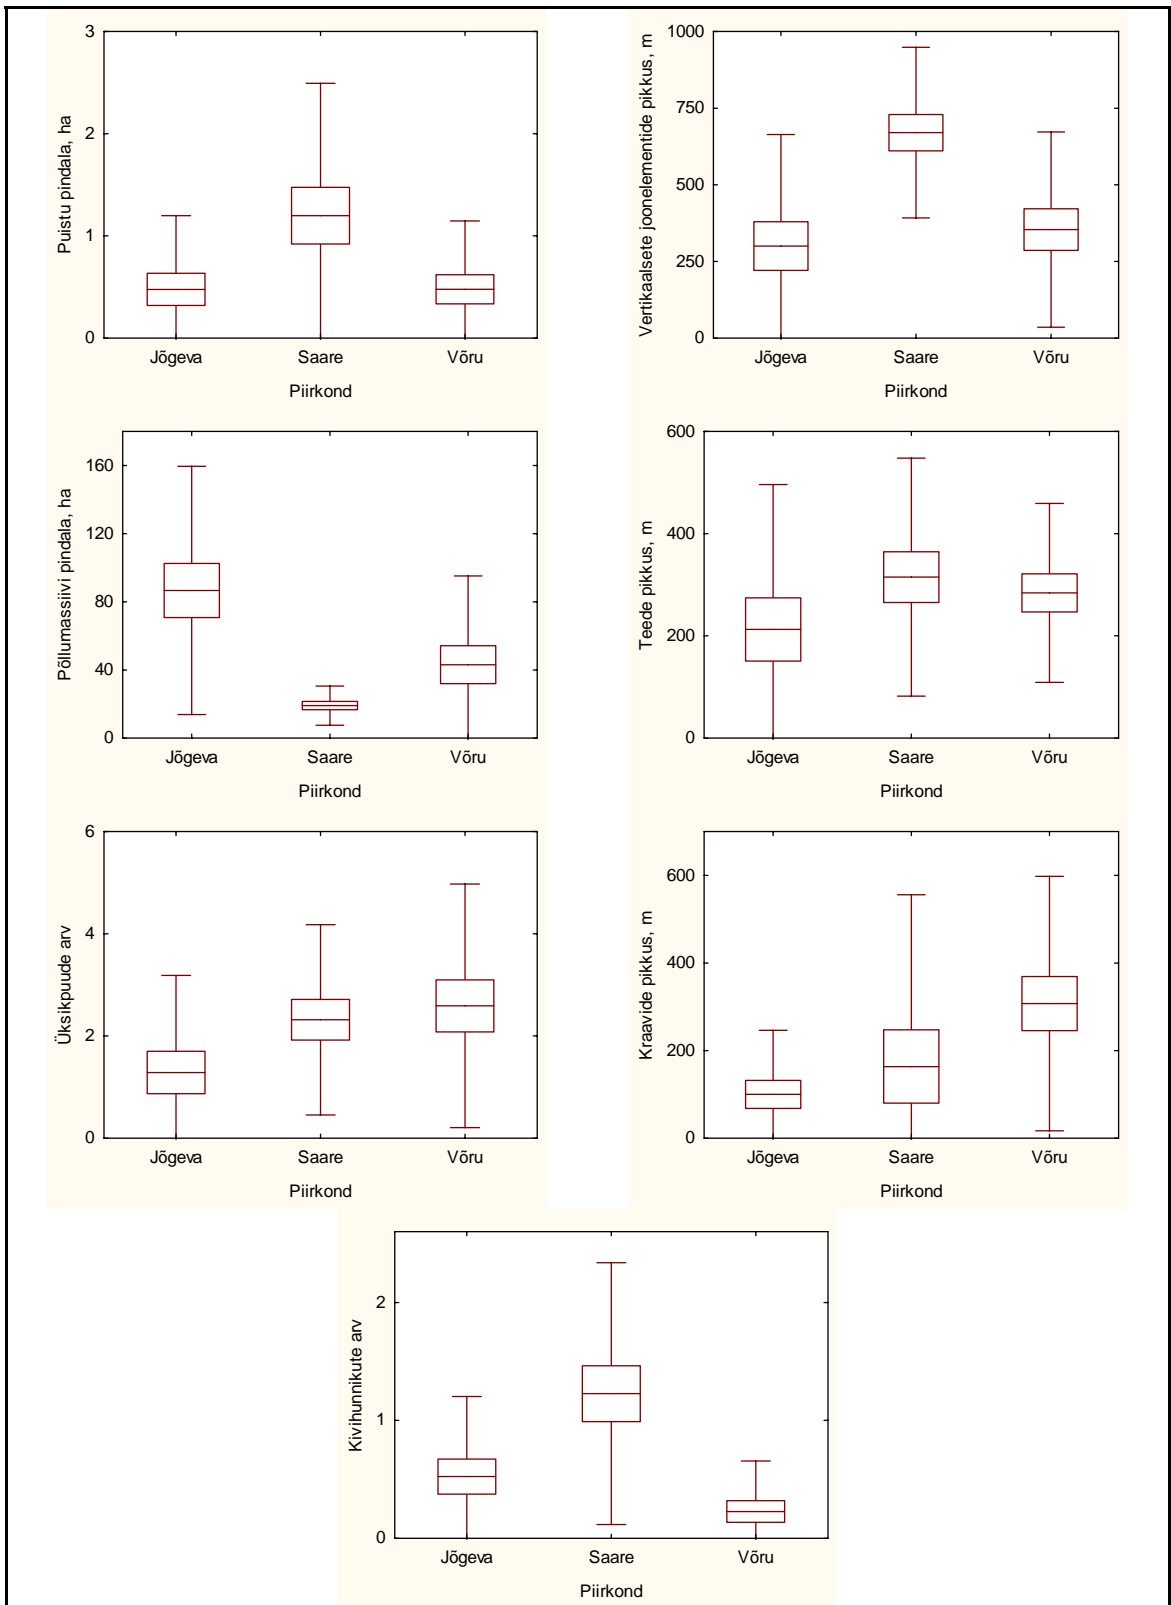 Puistu pindala, ha
3
2
1
0
Jõgeva Saare Võru
Piirkond
Vertikaalsete joonelementide pikkus, m
1000
750
500
250
0
Jõgeva Saare Võru
Piirkond
Põllumassiivi pindala, ha
160
120
80
40
0
Jõgeva Saare Võru
Piirkond
Teede pikkus, m
600
400
200
0
Jõgeva Saare Võru
Piirkond
Üksikpuude arv
6
4
2
0
Jõgeva Saare Võru
Piirkond
Kraavide pikkus, m
600
400
200
0
Jõgeva Saare Võru
Piirkond
Kivihunnikute arv
2
1
0
Jõgeva Saare Võru
Piirkond